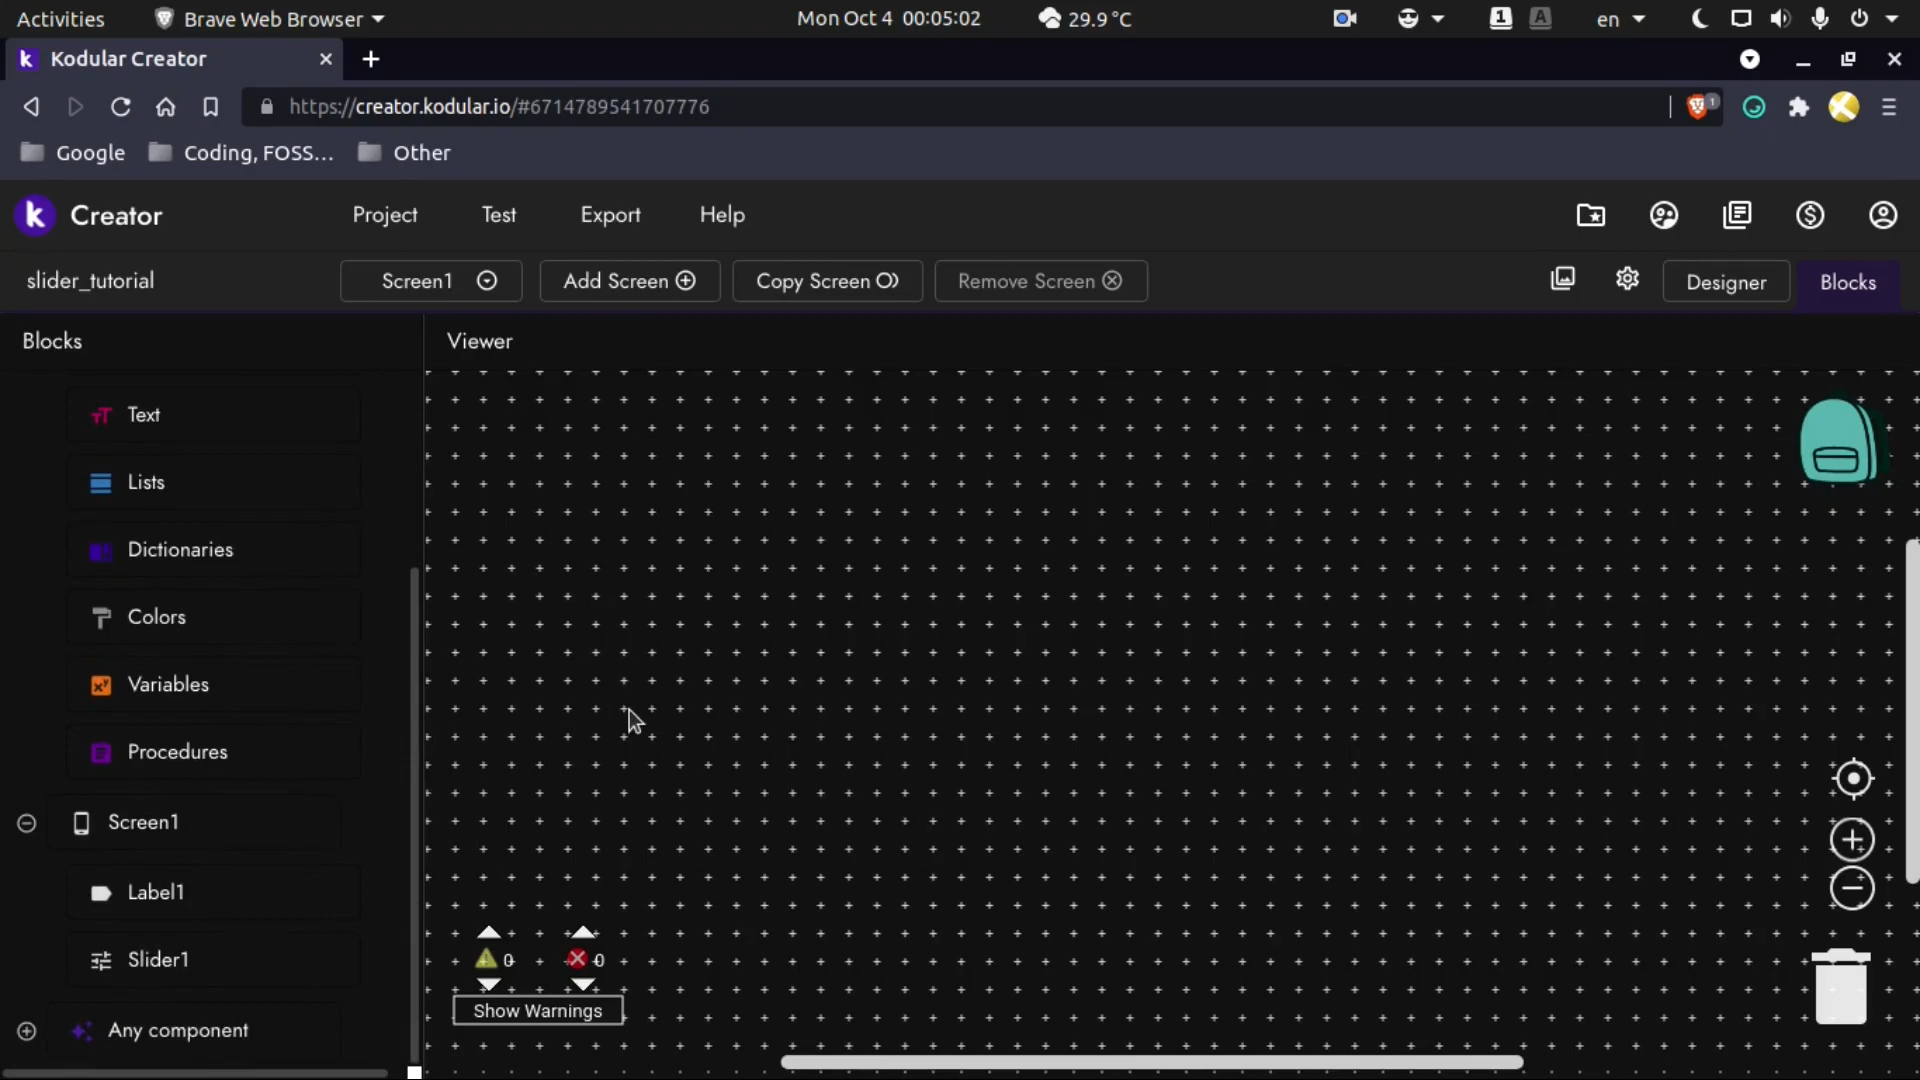 Activities Brave Web Browser Mon Oct 4 00:05:02 29.9 °C 1 A en
Kodular Creator
https://creator.kodular.io/#6714789541707776 1
Google Coding, FOSS... Other
k Creator Project Test Export Help
slider_tutorial Screen1 Add Screen Copy Screen Remove Screen Designer Blocks
Blocks Viewer
Text
Lists
Dictionaries
Colors
Variables
Procedures
Screen1
Label1
Slider1
0 0
Show Warnings
Any component